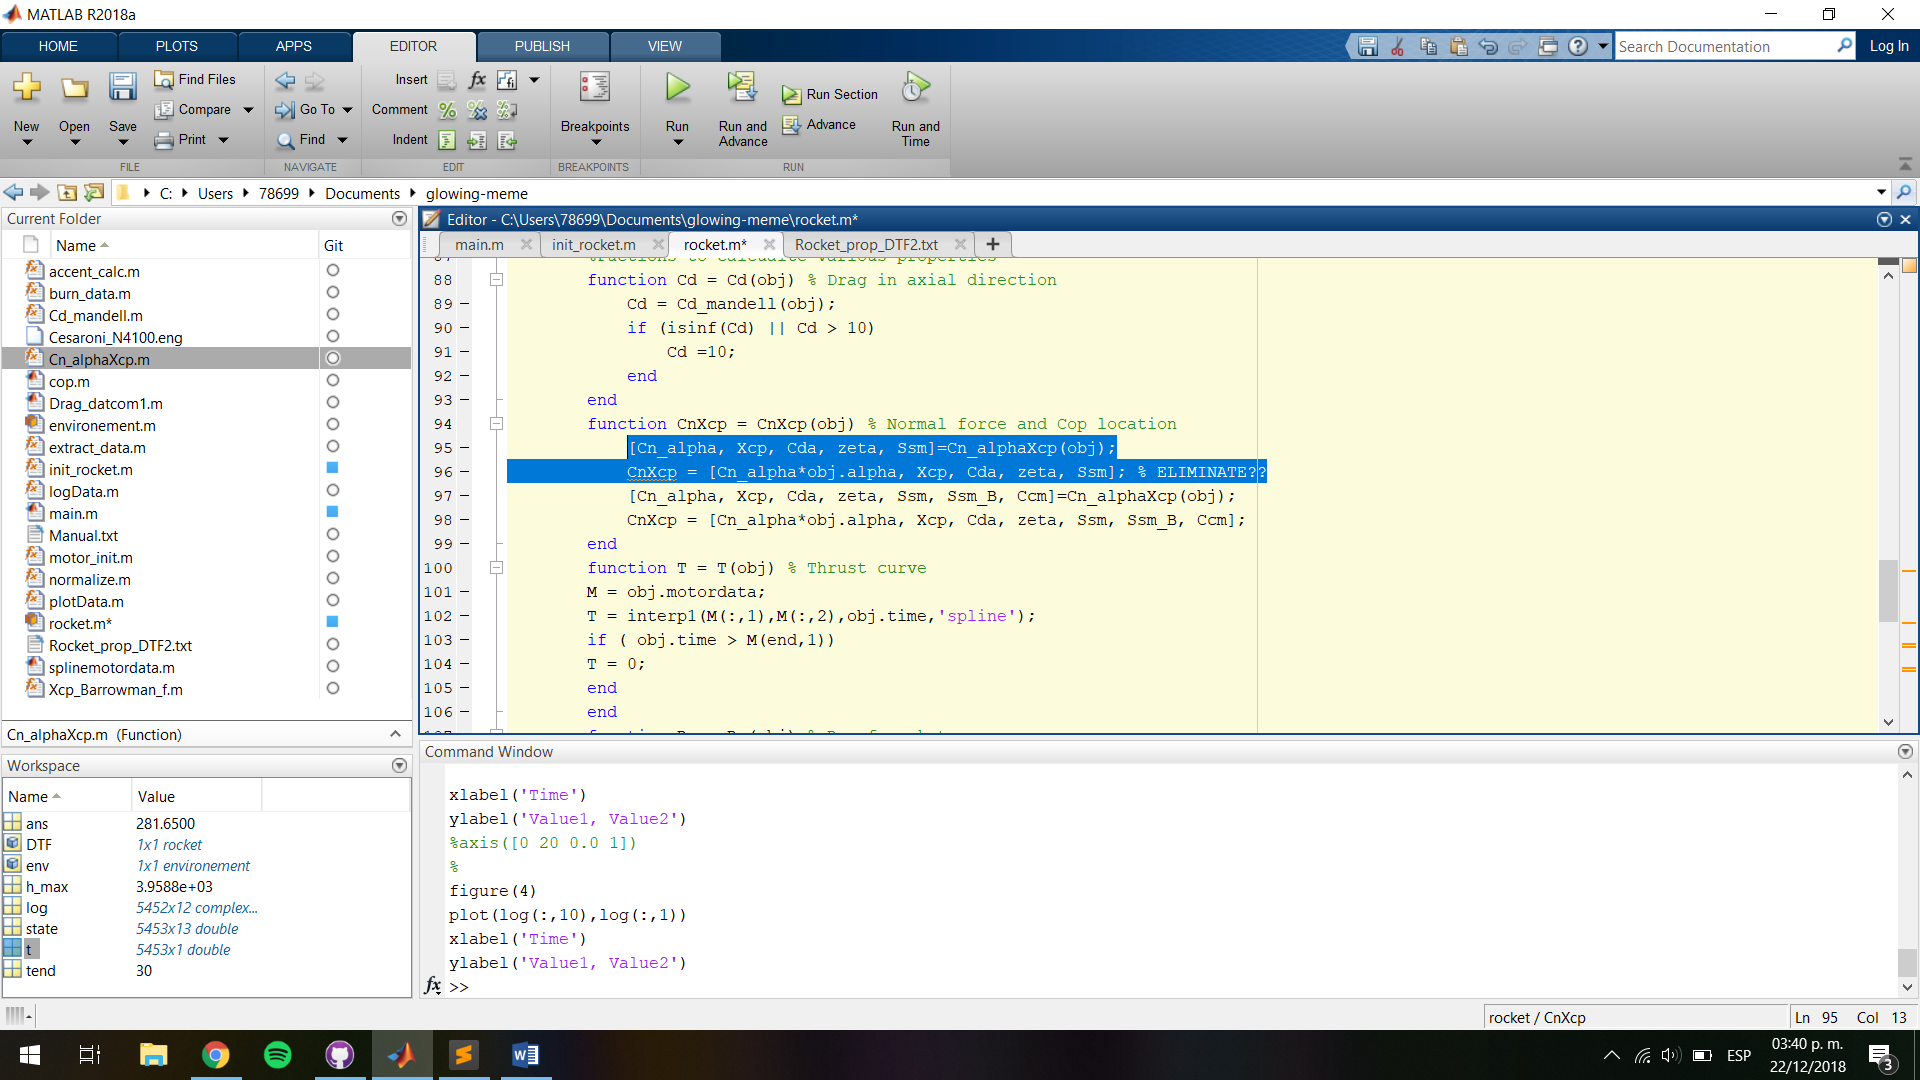 MATLAB R2018a
HOME PLOTS APPS EDITOR PUBLISH VIEW
Search Documentation
Log In
New
Open
Save
Find Files
Compare
Print
FILE
Go To
Find
NAVIGATE
Insert
Comment
Indent
EDIT
Breakpoints
BREAKPOINTS
Run
Run and Advance
Run Section
Advance
Run and Time
RUN
C: Users 78699 Documents glowing-meme
Current Folder
Name Git
accent_calc.m
burn_data.m
Cd_mandell.m
Cesaroni_N4100.eng
Cn_alphaXcp.m
cop.m
Drag_datcom1.m
environement.m
extract_data.m
init_rocket.m
logData.m
main.m
Manual.txt
motor_init.m
normalize.m
plotData.m
rocket.m*
Rocket_prop_DTF2.txt
splinemotordata.m
Xcp_Barrowman_f.m
Cn_alphaXcp.m (Function)
Workspace
Name Value
ans 281.6500
DTF 1x1 rocket
env 1x1 environement
h_max 3.9588e+03
log 5452x12 complex...
state 5453x13 double
t 5453x1 double
tend 30
Editor - C:\Users\78699\Documents\glowing-meme\rocket.m*
main.m init_rocket.m rocket.m* Rocket_prop_DTF2.txt
88 function Cd = Cd(obj) % Drag in axial direction
89 Cd = Cd_mandell(obj);
90 if (isinf(Cd) || Cd > 10)
91 Cd =10;
92 end
93 end
94 function CnXcp = CnXcp(obj) % Normal force and Cop location
95 [Cn_alpha, Xcp, Cda, zeta, Ssm]=Cn_alphaXcp(obj);
96 CnXcp = [Cn_alpha*obj.alpha, Xcp, Cda, zeta, Ssm]; % ELIMINATE??
97 [Cn_alpha, Xcp, Cda, zeta, Ssm, Ssm_B, Ccm]=Cn_alphaXcp(obj);
98 CnXcp = [Cn_alpha*obj.alpha, Xcp, Cda, zeta, Ssm, Ssm_B, Ccm];
99 end
100 function T = T(obj) % Thrust curve
101 M = obj.motordata;
102 T = interp1(M(:,1),M(:,2),obj.time,'spline');
103 if ( obj.time > M(end,1))
104 T = 0;
105 end
106 end
Command Window
xlabel('Time')
ylabel('Value1, Value2')
%axis([0 20 0.0 1])
%
figure(4)
plot(log(:,10),log(:,1))
xlabel('Time')
ylabel('Value1, Value2')
fx >>
rocket / CnXcp
Ln 95 Col 13
ESP
03:40 p. m.
22/12/2018
3